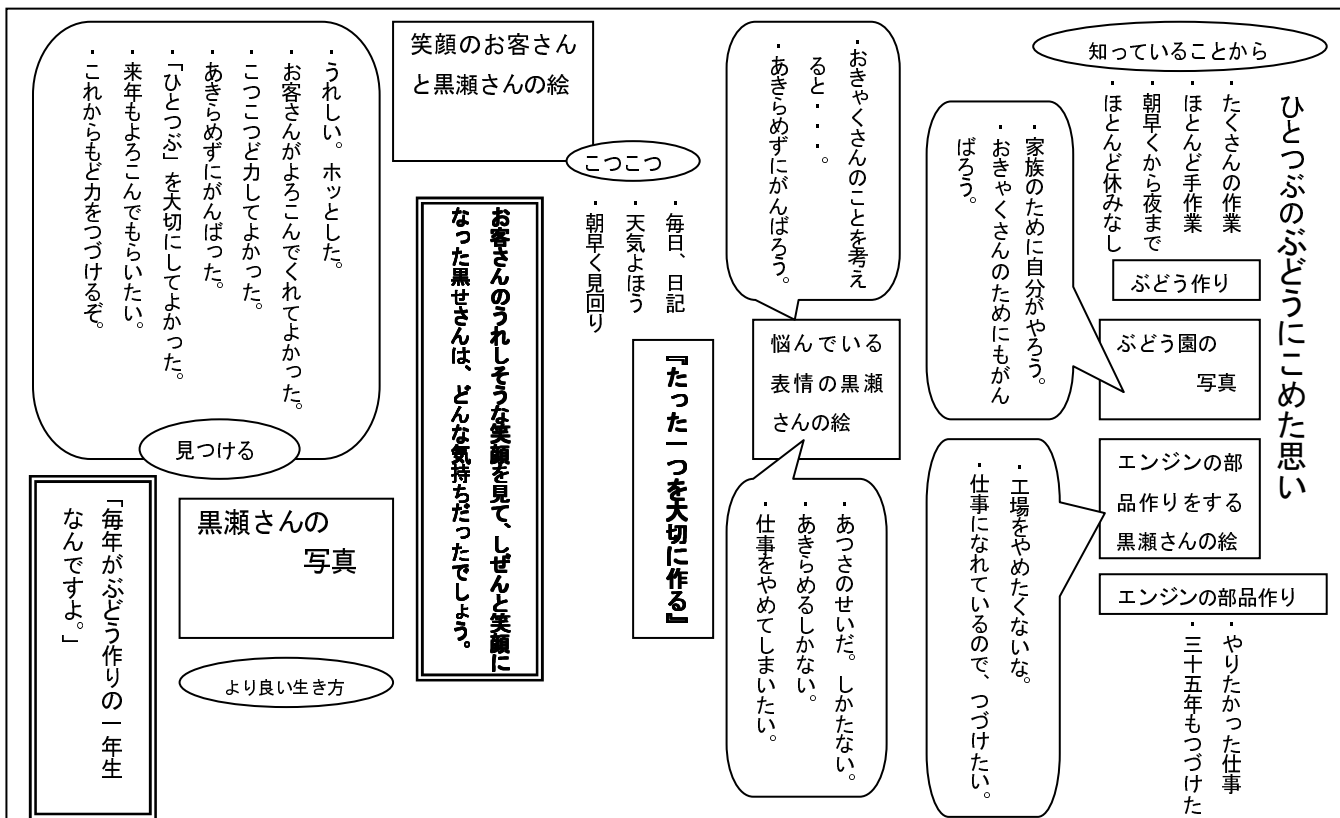 ひとつぶのぶどうにこめた思い
知っていることから
・たくさんの作業
・ほとんど手作業
・朝早くから夜まで
・ほとんど休みなし
ぶどう作り
ぶどう園の
写真
エンジンの部
品作りをする
黒瀬さんの絵
エンジンの部品作り
・やりたかった仕事
・三十五年もつづけた
・家族のために自分がやろう。
・おきゃくさんのためにもがん
ばろう。
・工場をやめたくないな。
・仕事になれているので、つづけたい。
・おきゃくさんのことを考え
ると・・・。
・あきらめずにがんばろう。
悩んでいる
表情の黒瀬
さんの絵
・あつさのせいだ。しかたない。
・あきらめるしかない。
・仕事をやめてしまいたい。
『たった一つを大切に作る』
こつこつ
・毎日、日記
・天気よほう
・朝早く見回り
お客さんのうれしそうな笑顔を見て、しぜんと笑顔に
なった黒せさんは、どんな気持ちだったでしょう。
笑顔のお客さん
と黒瀬さんの絵
・うれしい。ホッとした。
・お客さんがよろこんでくれてよかった。
・こつこつど力してよかった。
・あきらめずにがんばった。
・「ひとつぶ」を大切にしてよかった。
・来年もよろこんでもらいたい。
・これからもど力をつづけるぞ。
見つける
黒瀬さんの
写真
より良い生き方
「毎年がぶどう作りの一年生
なんですよ。」